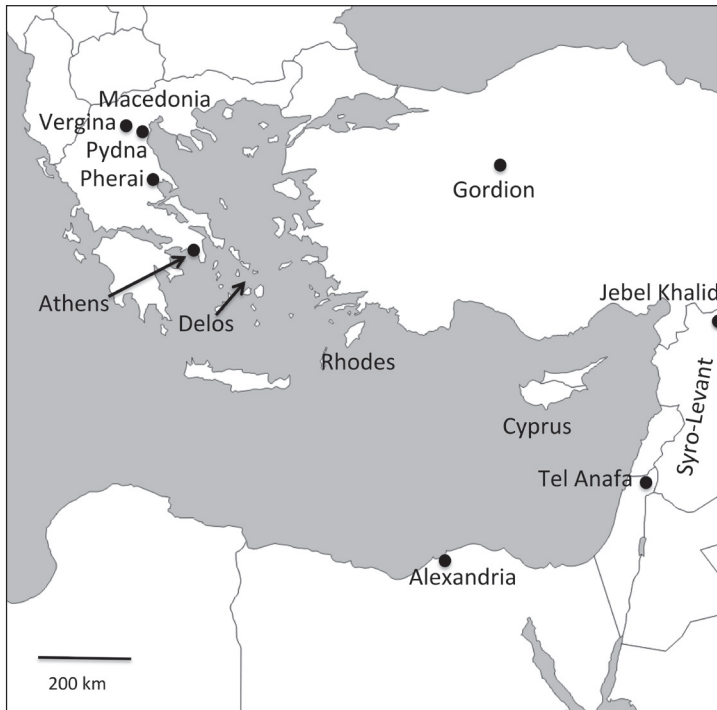 Macedonia
Vergina
Pydna
Pherai
Gordion
Athens
Delos
Jebel Khalid
Rhodes
Syro-Levant
Cyprus
Tel Anafa
Alexandria
200 km